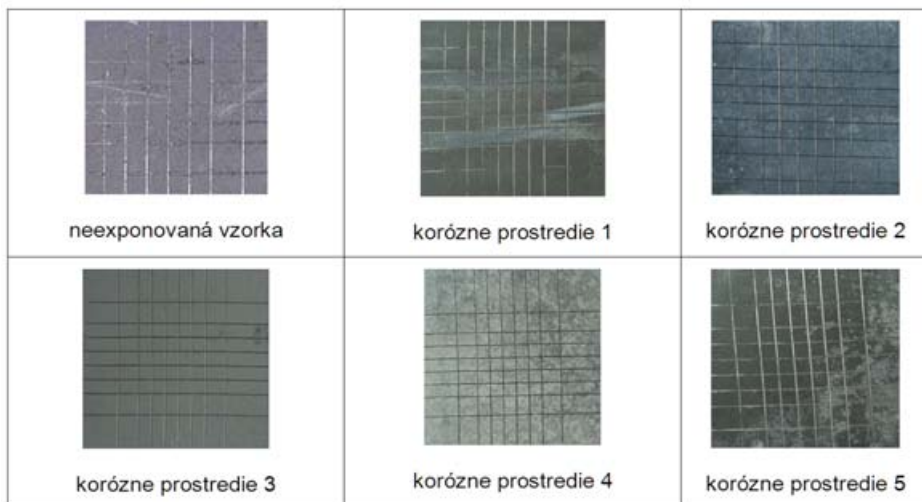 neexponovaná vzorka
korózne prostredie 1
korózne prostredie 2
korózne prostredie 3
korózne prostredie 4
korózne prostredie 5